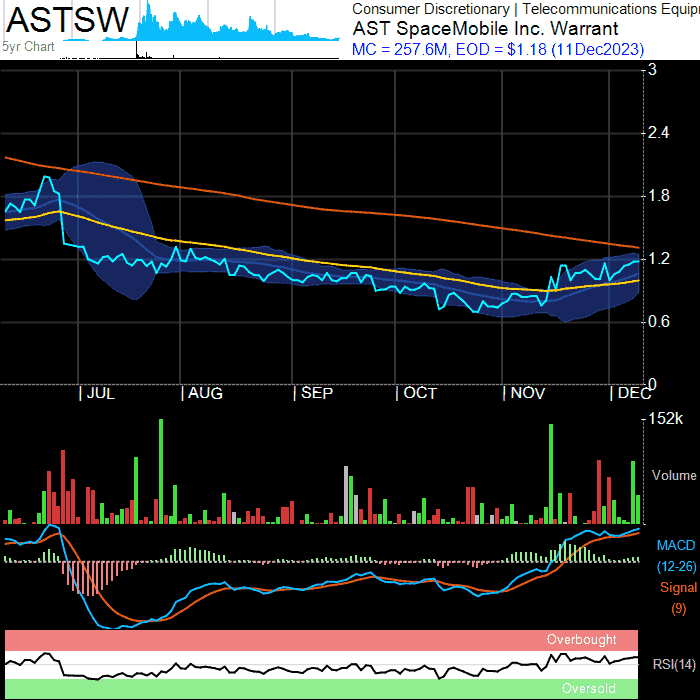 ASTSW
5yr Chart
Consumer Discretionary | Telecommunications Equip
AST SpaceMobile Inc. Warrant
MC = 257.6M, EOD = $1.18 (11Dec2023)
3
2.4
1.8
1.2
0.6
0
| JUL | AUG | SEP | OCT | NOV | DEC
152k
Volume
MACD
(12-26)
Signal
(9)
Overbought
RSI(14)
Oversold